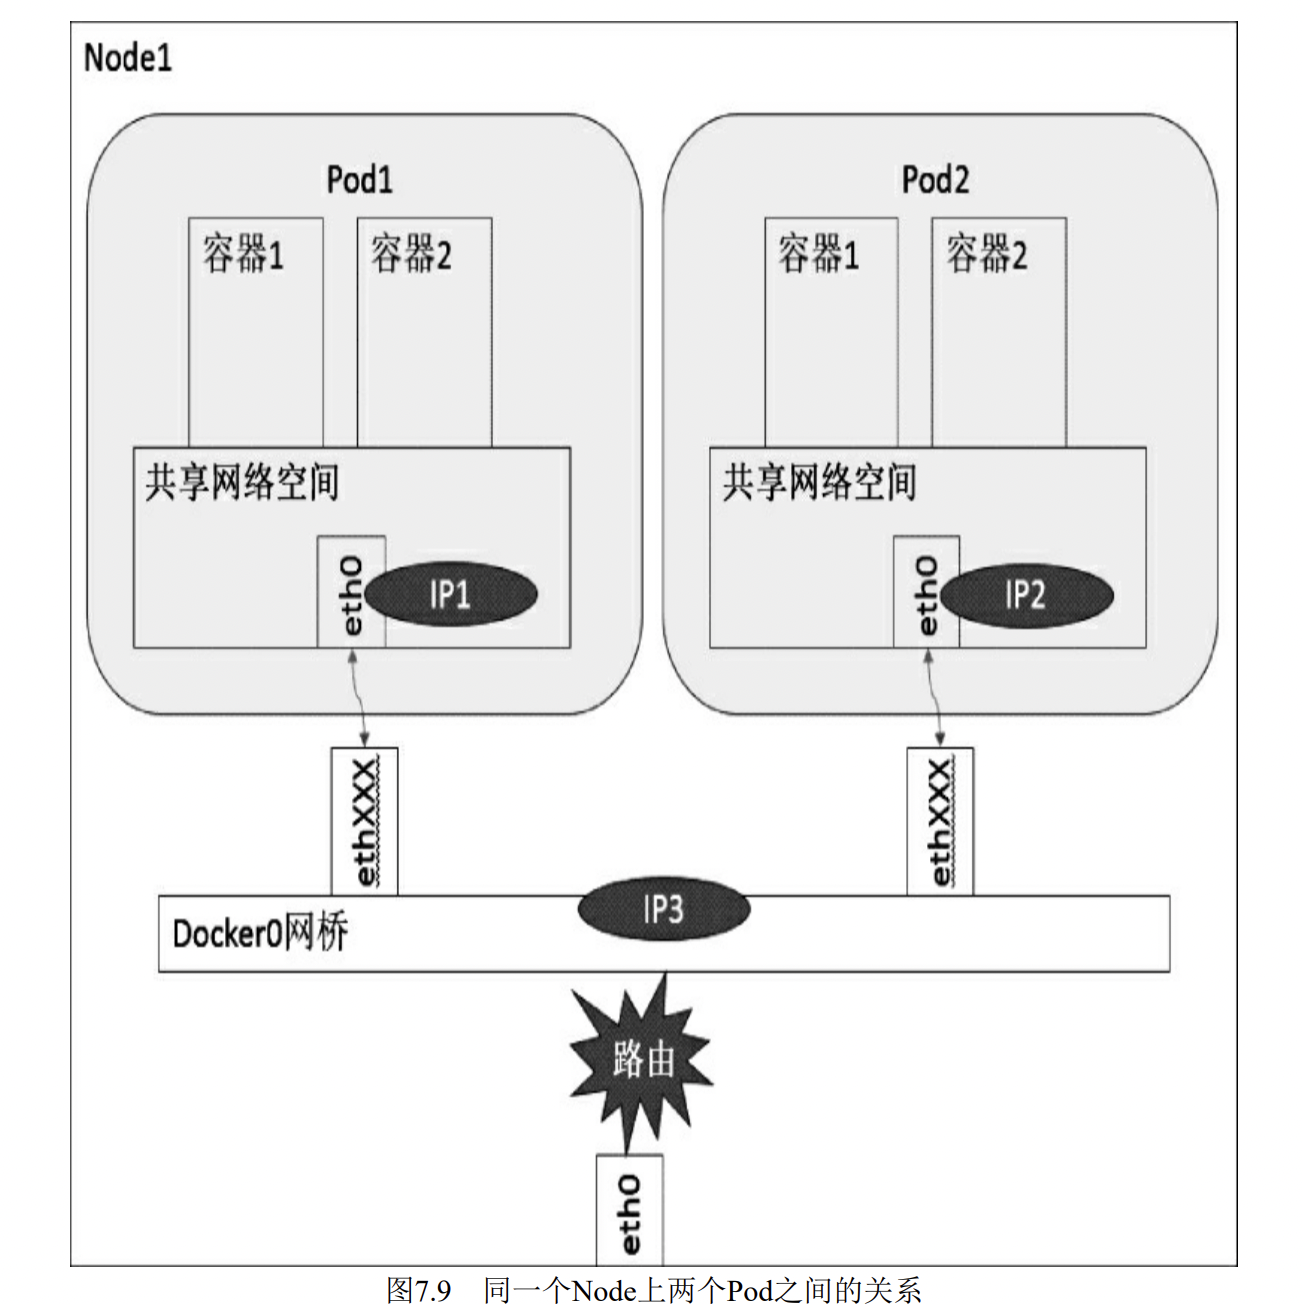 Node1
Pod1
容器1
容器2
共享网络空间
eth0
IP1
Pod2
容器1
容器2
共享网络空间
eth0
IP2
ethXXX
ethXXX
IP3
Docker0网桥
路由
eth0
图7.9 同一个Node上两个Pod之间的关系